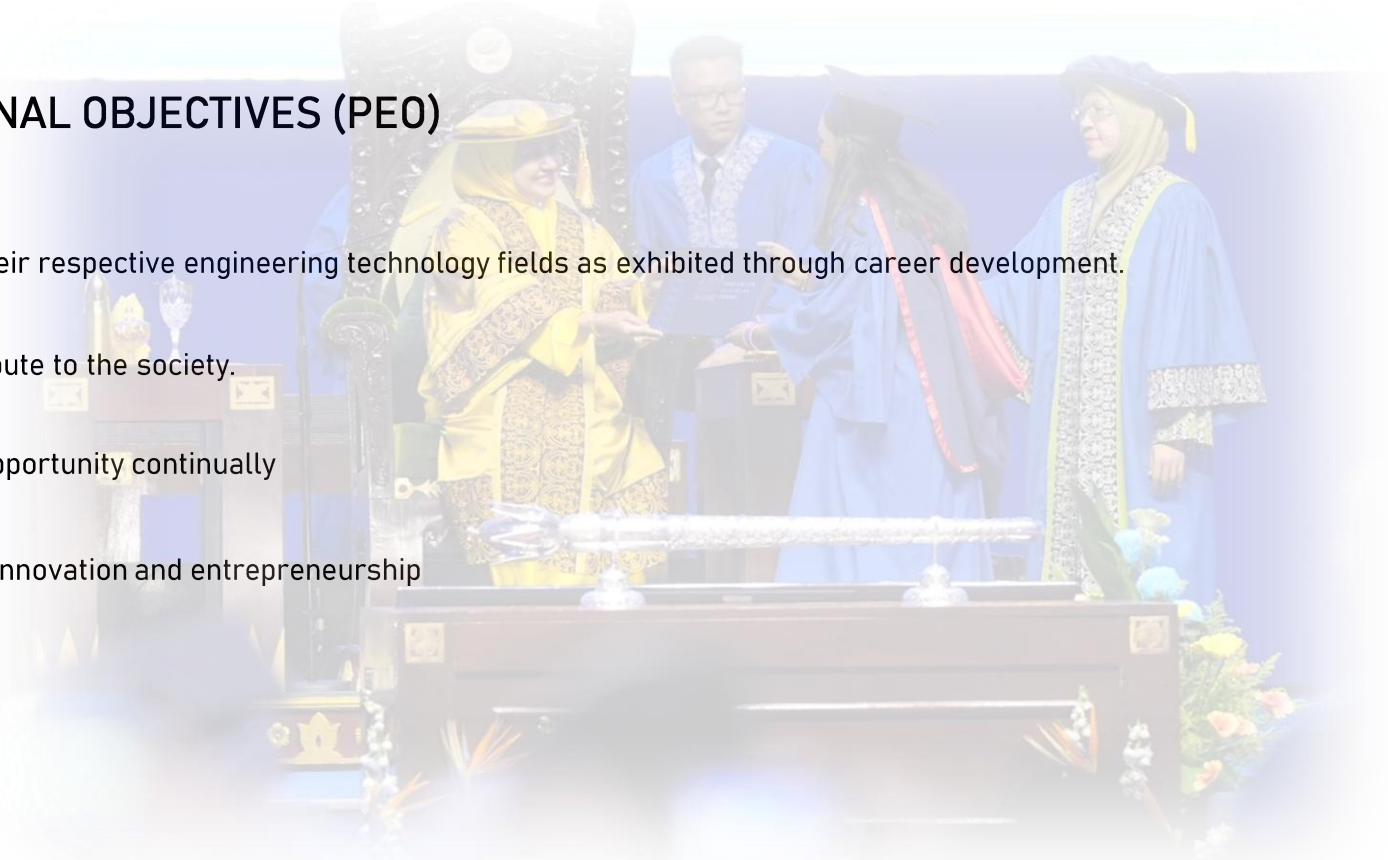 NAL OBJECTIVES (PEO)
eir respective engineering technology fields as exhibited through career development.
bute to the society.
pportunity continually
nnovation and entrepreneurship